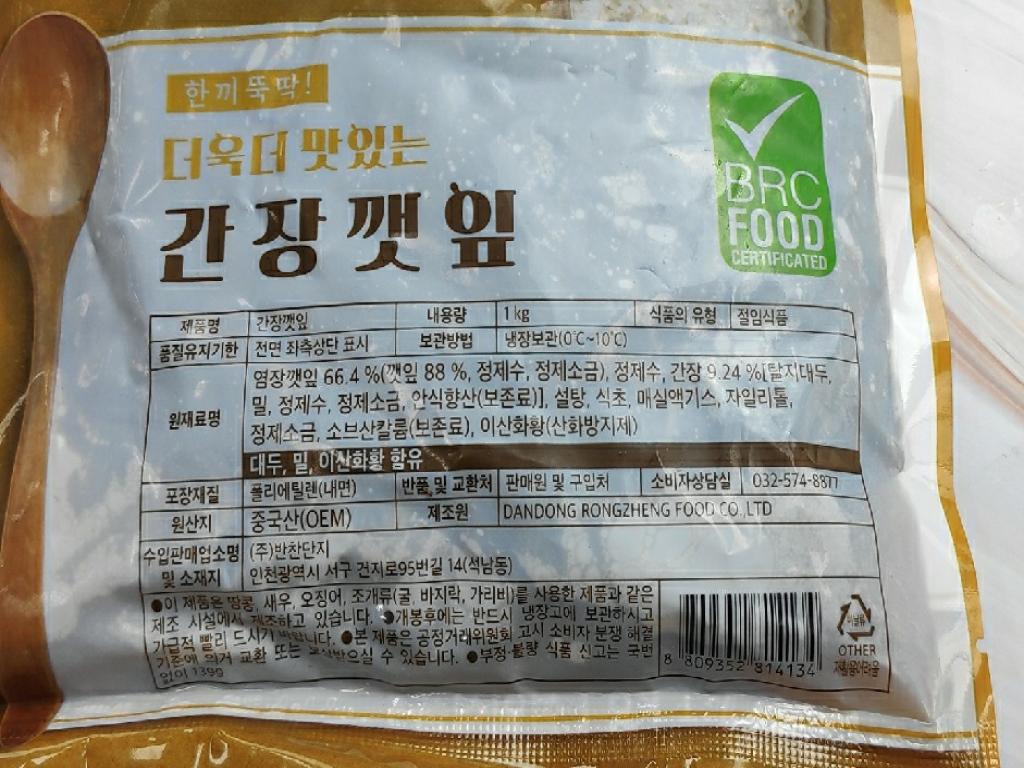 한끼뚝딱!
더욱더 맛있는
간장깻잎
BRC
FOOD
CERTIFICATED
제품명 간장깻잎 내용량 1kg 식품의 유형 절임식품
품질유지기한 전면 좌측상단 표시 보관방법 냉장보관(0℃~10℃)
원재료명
염장깻잎 66.4 %(깻잎 88 %, 정제수, 정제소금), 정제수, 간장 9.24 %[탈지대두,
밀, 정제수, 정제소금, 안식향산(보존료)], 설탕, 식초, 매실액기스, 자일리톨,
정제소금, 소브산칼륨(보존료), 이산화황(산화방지제)
대두, 밀, 이산화황 함유
포장재질 폴리에틸렌(내면) 반품 및 교환처 판매원 및 구입처 소비자상담실 032-574-8877
원산지 중국산(OEM) 제조원 DANDONG RONGZHENG FOOD CO.,LTD
수입판매업소명 (주)반찬단지
및 소재지 인천광역시 서구 건지로95번길 14(석남동)
●이 제품은 땅콩, 새우, 오징어, 조개류(굴, 바지락, 가리비)를 사용한 제품과 같은
제조 시설에서 제조하고 있습니다. ●개봉후에는 반드시 냉장고에 보관하시고
가급적 빨리 드시기 바랍니다. ●본 제품은 공정거래위원회 고시 소비자 분쟁 해결
기준에 의거 교환 또는 보상받으실 수 있습니다. ●부정·불량 식품 신고는 국번
없이 1399
8 809352 814134
비닐류
OTHER